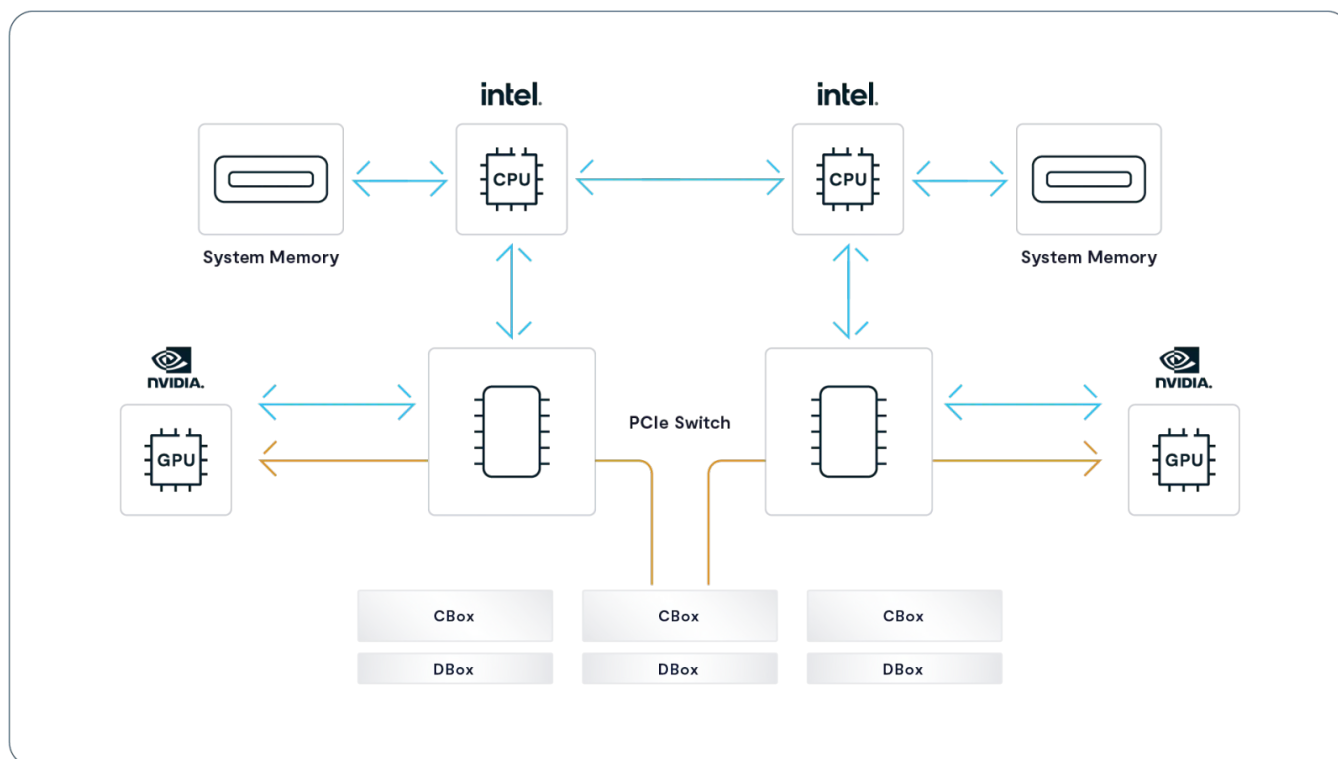 intel.
intel.
CPU
CPU
System Memory
System Memory
NVIDIA.
NVIDIA.
PCIe Switch
GPU
GPU
CBox
CBox
CBox
DBox
DBox
DBox